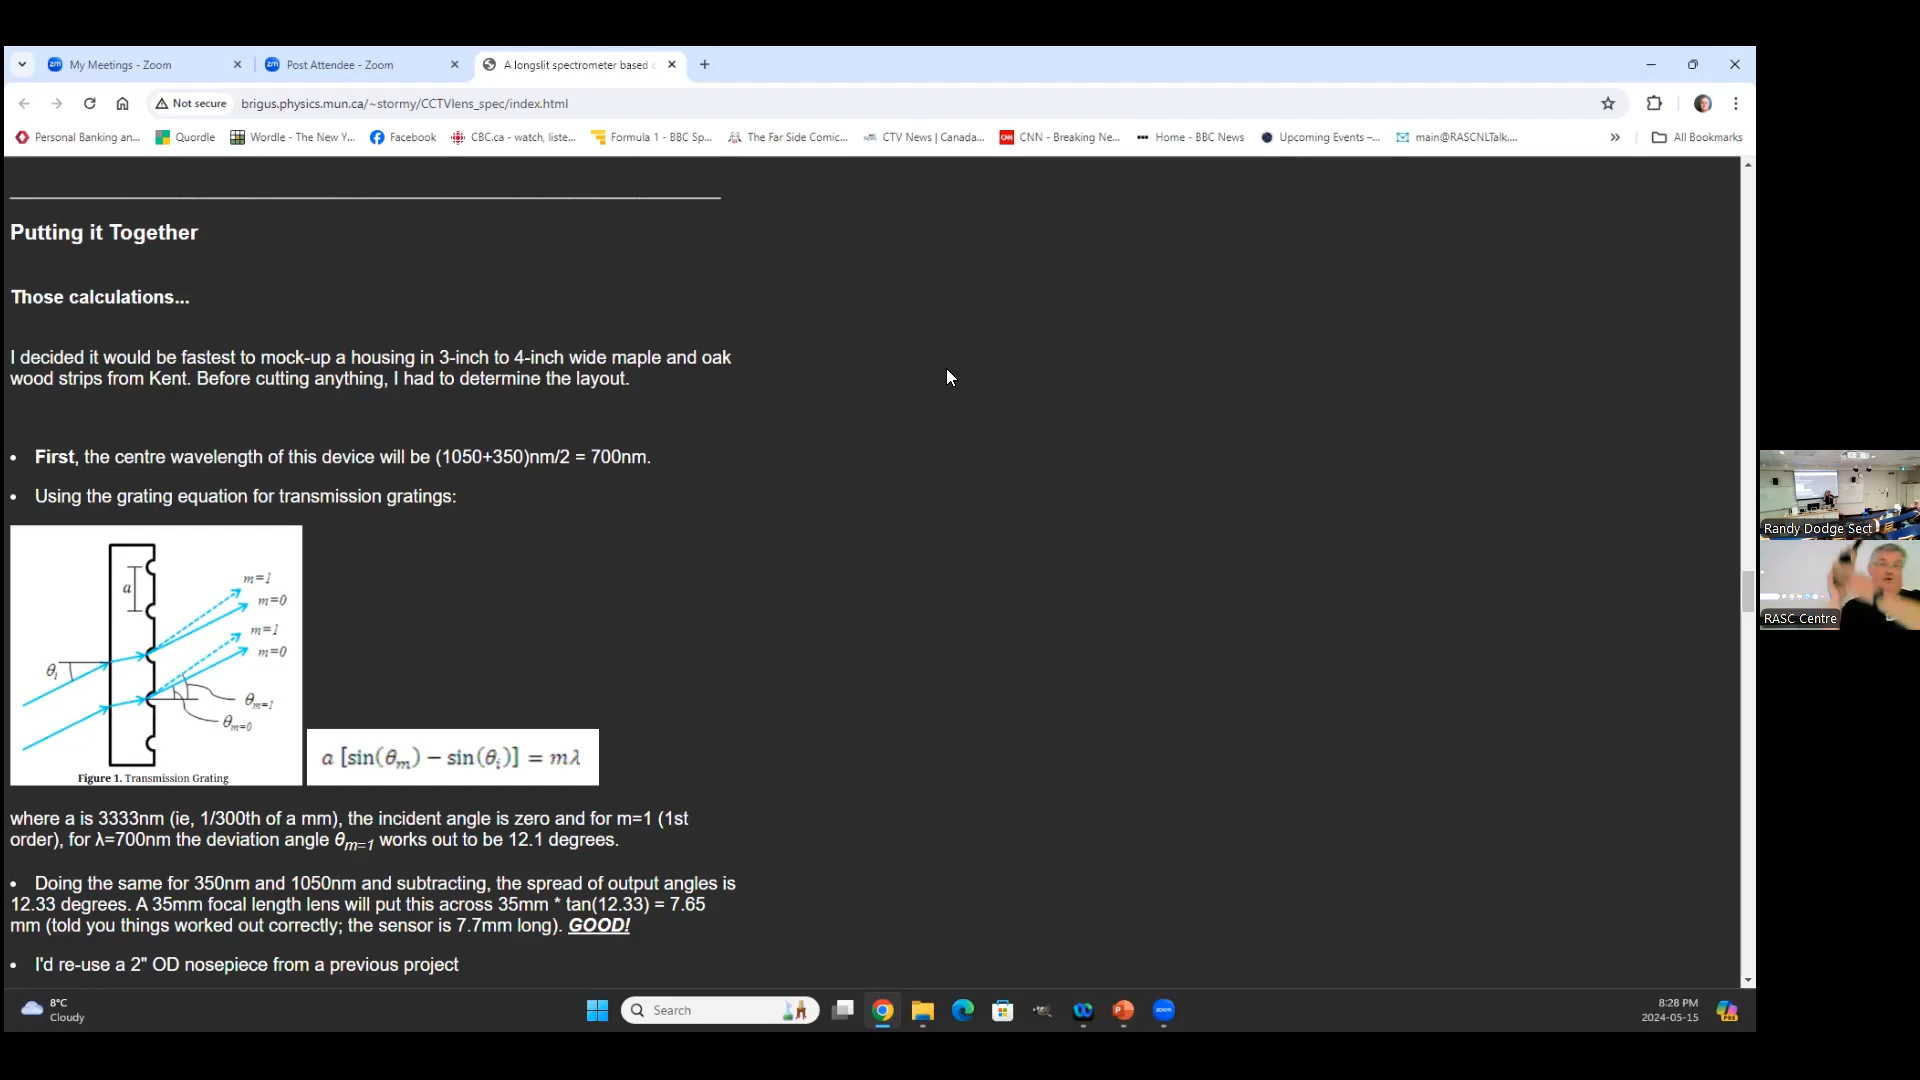 My Meetings - Zoom
Post Attendee - Zoom
A longslit spectrometer based
Not secure
brigus.physics.mun.ca/~stormy/CCTVlens_spec/index.html
Personal Banking an...
Quordle
Wordle - The New Y...
Facebook
CBC.ca - watch, liste...
Formula 1 - BBC Sp...
The Far Side Comic...
CTV News | Canada...
CNN - Breaking Ne...
Home - BBC News
Upcoming Events –...
main@RASCNLTalk....
All Bookmarks
Putting it Together
Those calculations...
I decided it would be fastest to mock-up a housing in 3-inch to 4-inch wide maple and oak
wood strips from Kent. Before cutting anything, I had to determine the layout.
• First, the centre wavelength of this device will be (1050+350)nm/2 = 700nm.
• Using the grating equation for transmission gratings:
a
m=1
m=0
m=1
m=0
θi
θm=1
θm=0
Figure 1. Transmission Grating
a [sin(θm) − sin(θi)] = mλ
where a is 3333nm (ie, 1/300th of a mm), the incident angle is zero and for m=1 (1st
order), for λ=700nm the deviation angle θm=1 works out to be 12.1 degrees.
• Doing the same for 350nm and 1050nm and subtracting, the spread of output angles is
12.33 degrees. A 35mm focal length lens will put this across 35mm * tan(12.33) = 7.65
mm (told you things worked out correctly; the sensor is 7.7mm long). GOOD!
• I'd re-use a 2" OD nosepiece from a previous project
Randy Dodge Sect
RASC Centre
8°C
Cloudy
Search
8:28 PM
2024-05-15